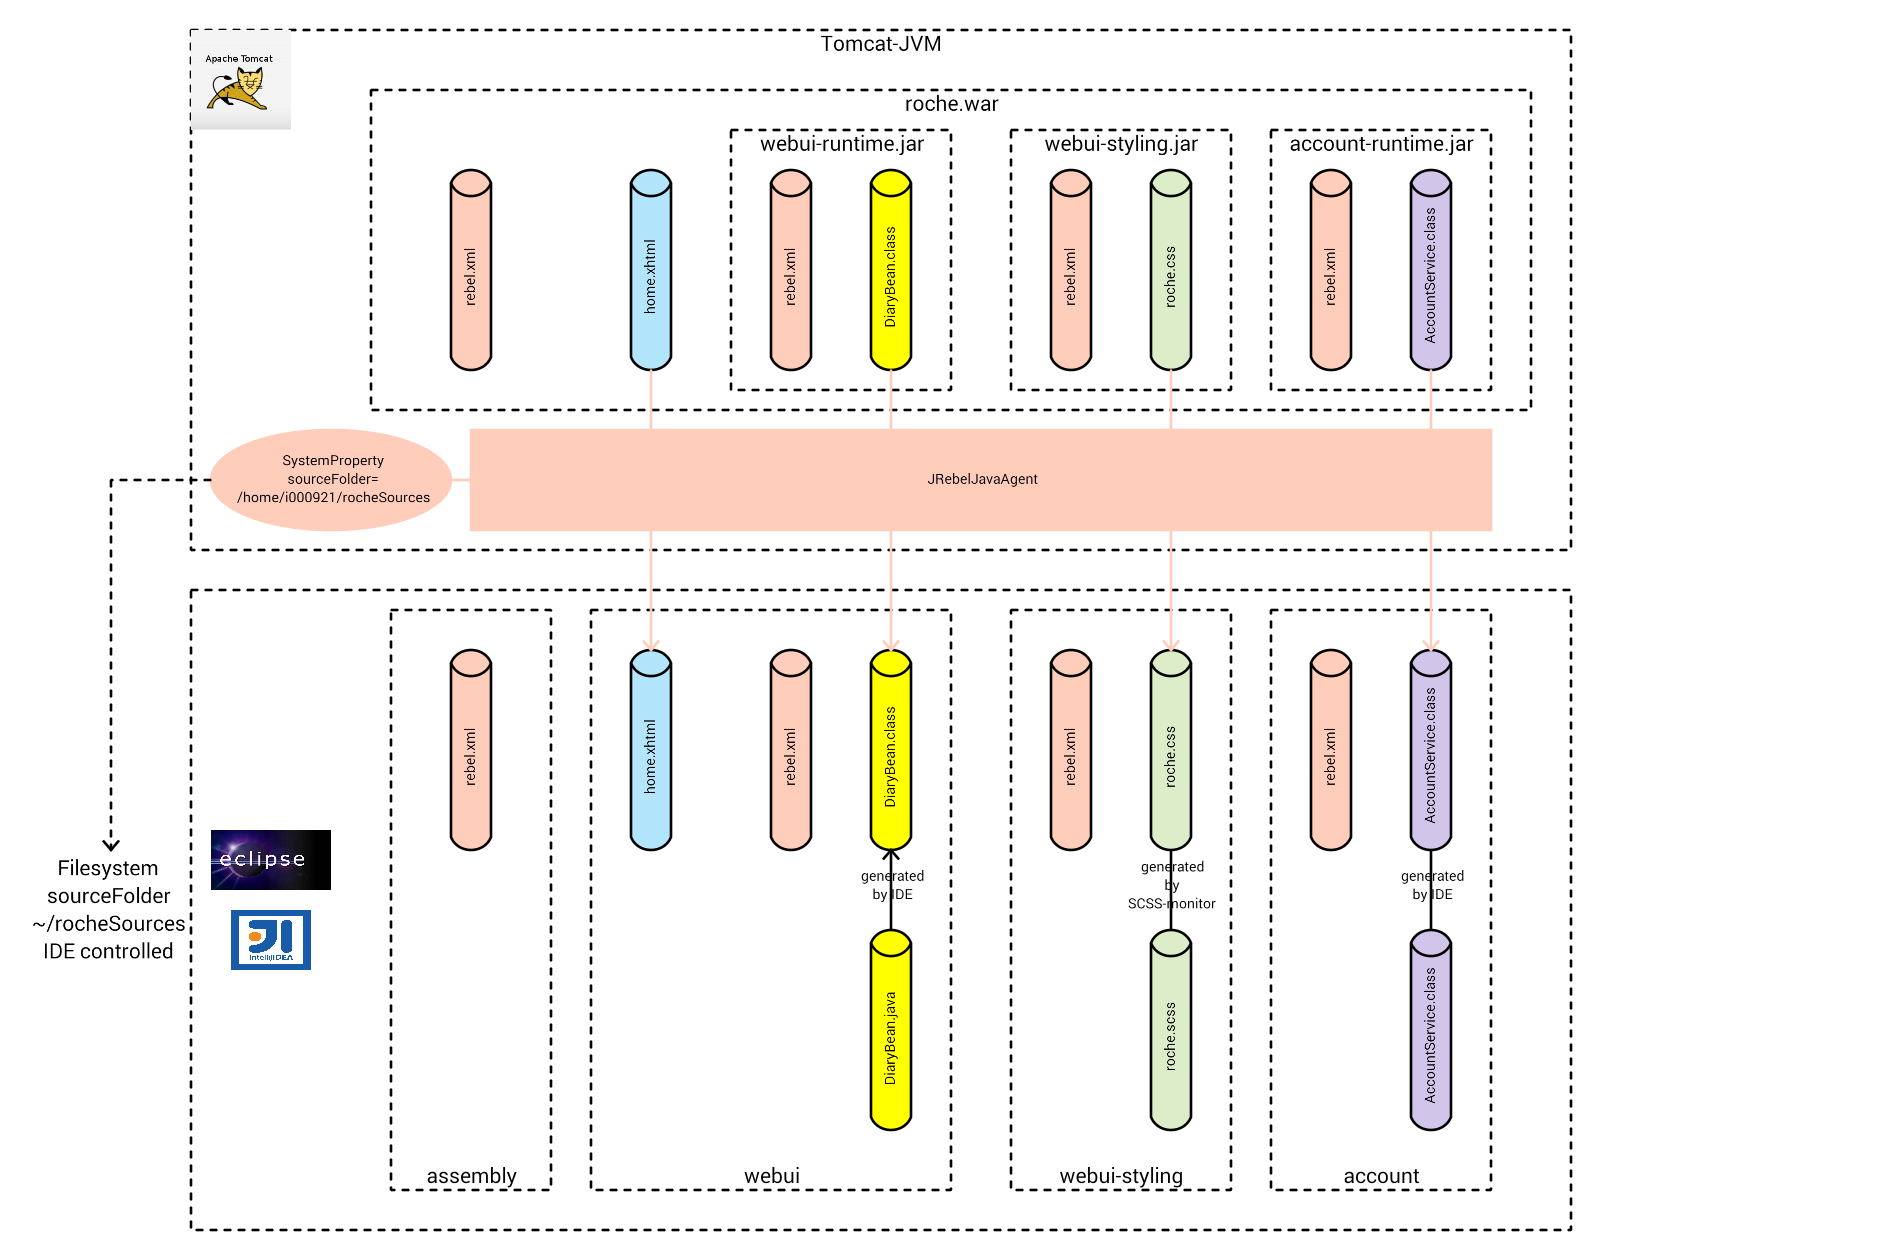 Tomcat-JVM
Apache Tomcat
roche.war
webui-runtime.jar
webui-styling.jar
account-runtime.jar
rebel.xml
home.xhtml
rebel.xml
DiaryBean.class
rebel.xml
roche.css
rebel.xml
AccountService.class
SystemProperty
sourceFolder=
/home/i000921/rocheSources
JRebelJavaAgent
rebel.xml
home.xhtml
rebel.xml
DiaryBean.class
rebel.xml
roche.css
rebel.xml
AccountService.class
Filesystem
sourceFolder
~/rocheSources
IDE controlled
eclipse
JI
IntelliJIDEA
generated
by IDE
generated
by
SCSS-monitor
generated
by IDE
DiaryBean.java
roche.scss
AccountService.class
assembly
webui
webui-styling
account